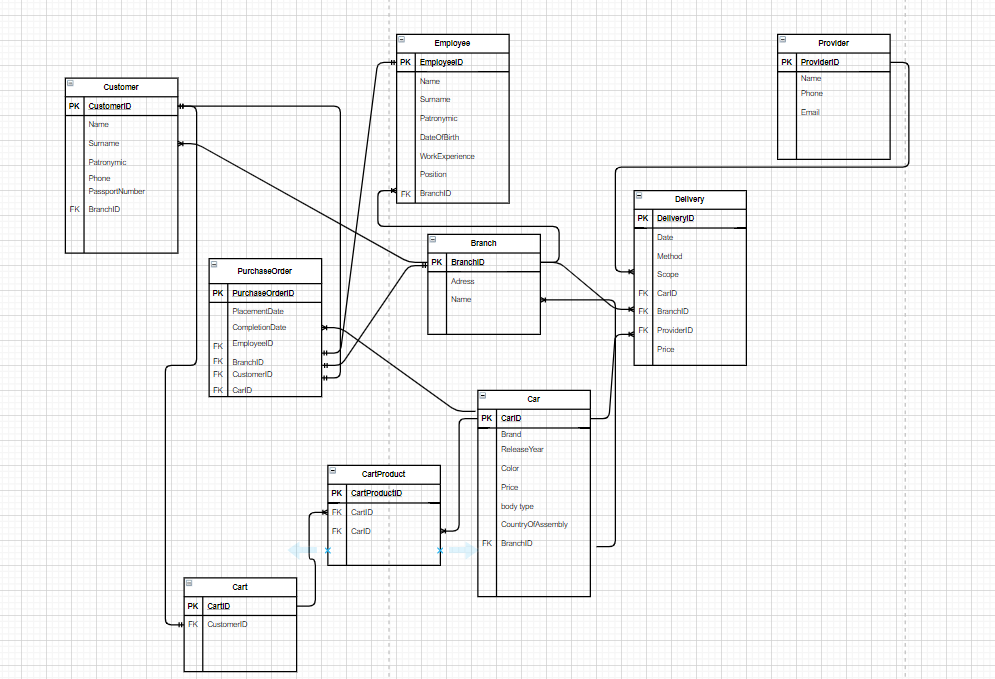 Customer
PK CustomerID
Name
Surname
Patronymic
Phone
PassportNumber
FK BranchID
Employee
PK EmployeeID
Name
Surname
Patronymic
DateOfBirth
WorkExperience
Position
FK BranchID
Provider
PK ProviderID
Name
Phone
Email
Delivery
PK DeliveryID
Date
Method
Scope
FK CarID
FK BranchID
FK ProviderID
Price
Branch
PK BranchID
Adress
Name
PurchaseOrder
PK PurchaseOrderID
PlacementDate
CompletionDate
FK EmployeeID
FK BranchID
FK CustomerID
FK CarID
Car
PK CarID
Brand
ReleaseYear
Color
Price
body type
CountryOfAssembly
FK BranchID
CartProduct
PK CartProductID
FK CartID
FK CarID
Cart
PK CartID
FK CustomerID